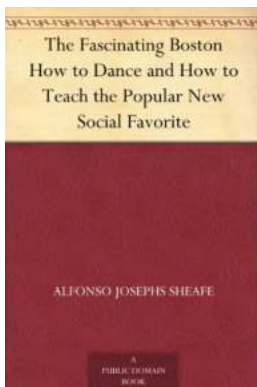 The Fascinating Boston
How to Dance and How to
Teach the Popular New
Social Favorite
ALFONSO JOSEPHS SHEAFE
A
PUBLIC DOMAIN
BOOK